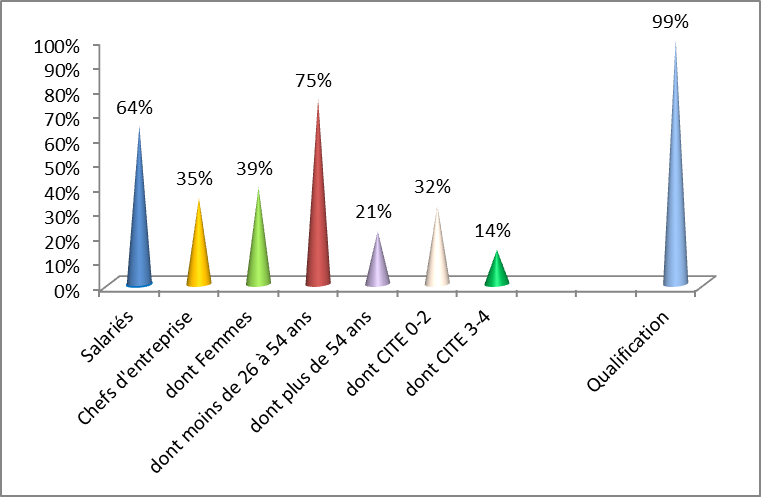 99%
100%
90%
80%
70%
60%
50%
40%
30%
20%
10%
0%
64%
35%
39%
75%
21%
32%
14%
Salariés
Chefs d'entreprise
dont Femmes
dont moins de 26 à 54 ans
dont plus de 54 ans
dont CITE 0-2
dont CITE 3-4
Qualification